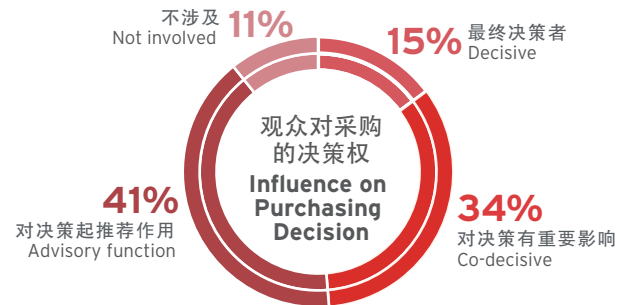 不涉及
Not involved
11%
15%
最终决策者
Decisive
观众对采购
的决策权
Influence on
Purchasing
Decision
41%
对决策起推荐作用
Advisory function
34%
对决策有重要影响
Co-decisive